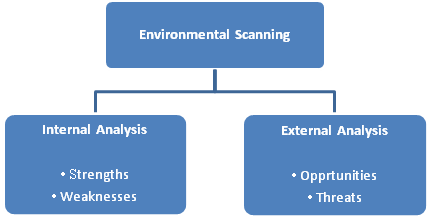 Environmental Scanning
Internal Analysis
• Strengths
• Weaknesses
External Analysis
• Opprtunities
• Threats